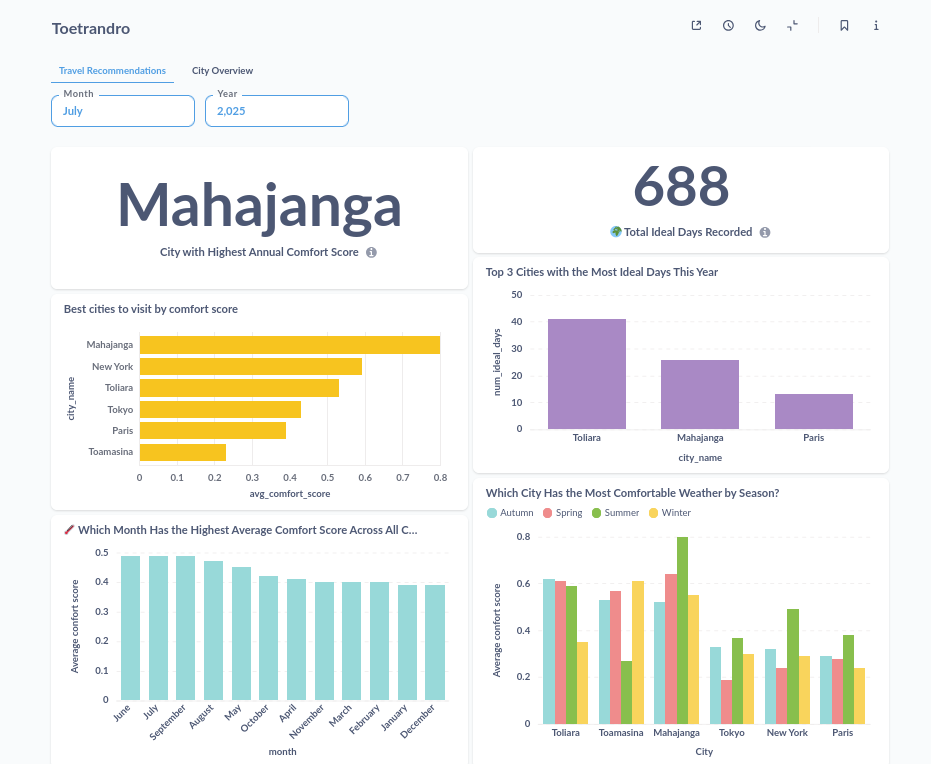 Toetrandro
Travel Recommendations
City Overview
Month
July
Year
2,025
Mahajanga
City with Highest Annual Comfort Score
688
Total Ideal Days Recorded
Best cities to visit by comfort score
city_name
Mahajanga
New York
Toliara
Tokyo
Paris
Toamasina
0 0.1 0.2 0.3 0.4 0.5 0.6 0.7 0.8
avg_comfort_score
Top 3 Cities with the Most Ideal Days This Year
num_ideal_days
50
40
30
20
10
0
Toliara Mahajanga Paris
city_name
Which Month Has the Highest Average Comfort Score Across All C...
Average confort score
0.5
0.4
0.3
0.2
0.1
0
June July September August May October April November March February January December
month
Which City Has the Most Comfortable Weather by Season?
Autumn Spring Summer Winter
Average confort score
0.8
0.6
0.4
0.2
0
Toliara Toamasina Mahajanga Tokyo New York Paris
City